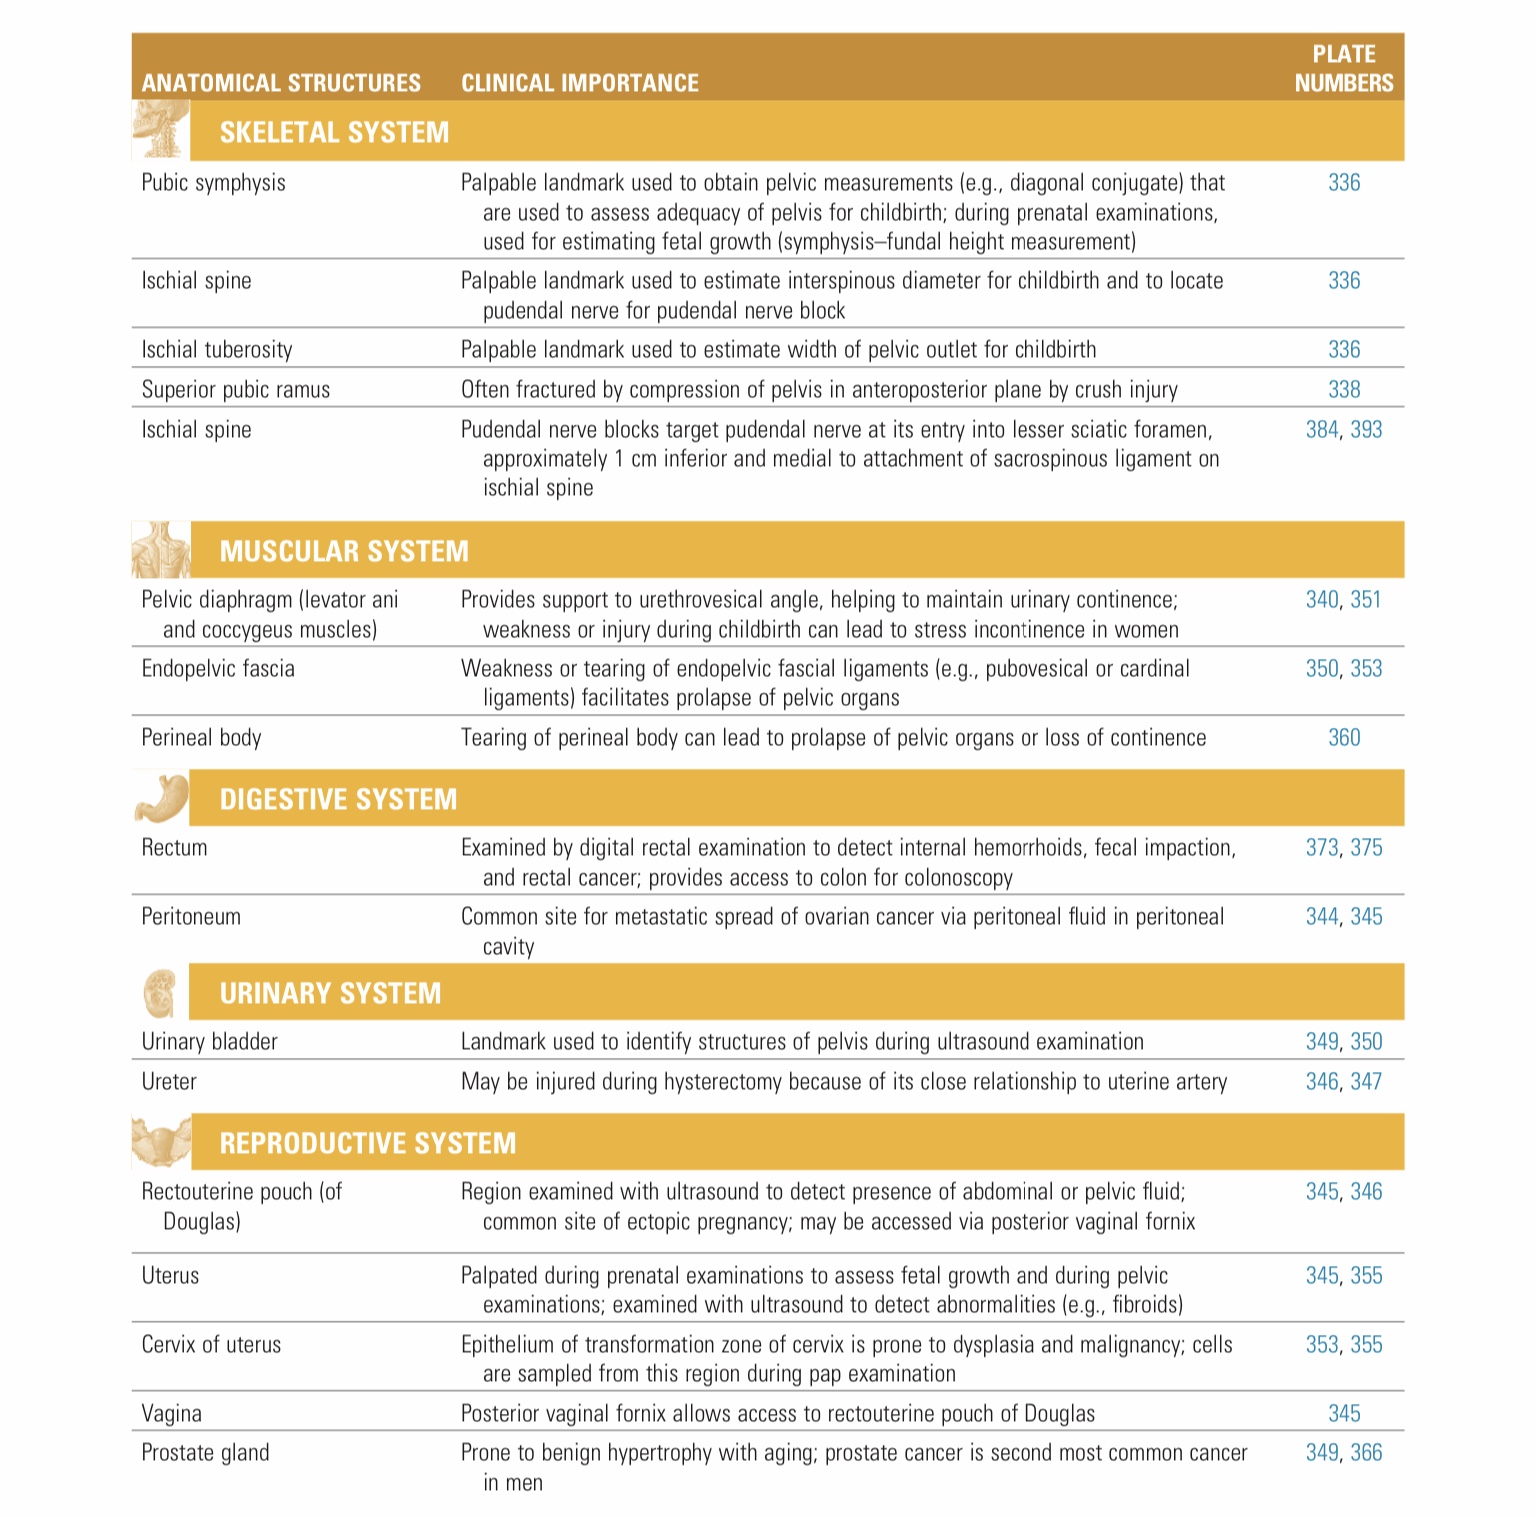 ANATOMICAL STRUCTURES CLINICAL IMPORTANCE PLATE NUMBERS
SKELETAL SYSTEM
Pubic symphysis Palpable landmark used to obtain pelvic measurements (e.g., diagonal conjugate) that 336
are used to assess adequacy of pelvis for childbirth; during prenatal examinations,
used for estimating fetal growth (symphysis–fundal height measurement)
Ischial spine Palpable landmark used to estimate interspinous diameter for childbirth and to locate 336
pudendal nerve for pudendal nerve block
Ischial tuberosity Palpable landmark used to estimate width of pelvic outlet for childbirth 336
Superior pubic ramus Often fractured by compression of pelvis in anteroposterior plane by crush injury 338
Ischial spine Pudendal nerve blocks target pudendal nerve at its entry into lesser sciatic foramen, 384, 393
approximately 1 cm inferior and medial to attachment of sacrospinous ligament on
ischial spine
MUSCULAR SYSTEM
Pelvic diaphragm (levator ani Provides support to urethrovesical angle, helping to maintain urinary continence; 340, 351
and coccygeus muscles) weakness or injury during childbirth can lead to stress incontinence in women
Endopelvic fascia Weakness or tearing of endopelvic fascial ligaments (e.g., pubovesical or cardinal 350, 353
ligaments) facilitates prolapse of pelvic organs
Perineal body Tearing of perineal body can lead to prolapse of pelvic organs or loss of continence 360
DIGESTIVE SYSTEM
Rectum Examined by digital rectal examination to detect internal hemorrhoids, fecal impaction, 373, 375
and rectal cancer; provides access to colon for colonoscopy
Peritoneum Common site for metastatic spread of ovarian cancer via peritoneal fluid in peritoneal 344, 345
cavity
URINARY SYSTEM
Urinary bladder Landmark used to identify structures of pelvis during ultrasound examination 349, 350
Ureter May be injured during hysterectomy because of its close relationship to uterine artery 346, 347
REPRODUCTIVE SYSTEM
Rectouterine pouch (of Region examined with ultrasound to detect presence of abdominal or pelvic fluid; 345, 346
Douglas) common site of ectopic pregnancy; may be accessed via posterior vaginal fornix
Uterus Palpated during prenatal examinations to assess fetal growth and during pelvic 345, 355
examinations; examined with ultrasound to detect abnormalities (e.g., fibroids)
Cervix of uterus Epithelium of transformation zone of cervix is prone to dysplasia and malignancy; cells 353, 355
are sampled from this region during pap examination
Vagina Posterior vaginal fornix allows access to rectouterine pouch of Douglas 345
Prostate gland Prone to benign hypertrophy with aging; prostate cancer is second most common cancer 349, 366
in men